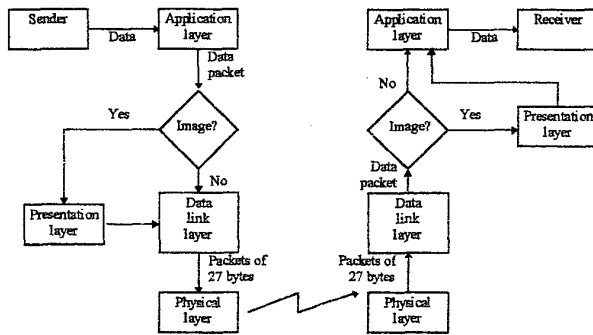 Sender
Data
Application
layer
Data
packet
Image?
Yes
No
Presentation
layer
Data
link
layer
Packets of
27 bytes
Physical
layer
Application
layer
Data
Receiver
No
Image?
Yes
Presentation
layer
Data
packet
Data
link
layer
Packets of
27 bytes
Physical
layer